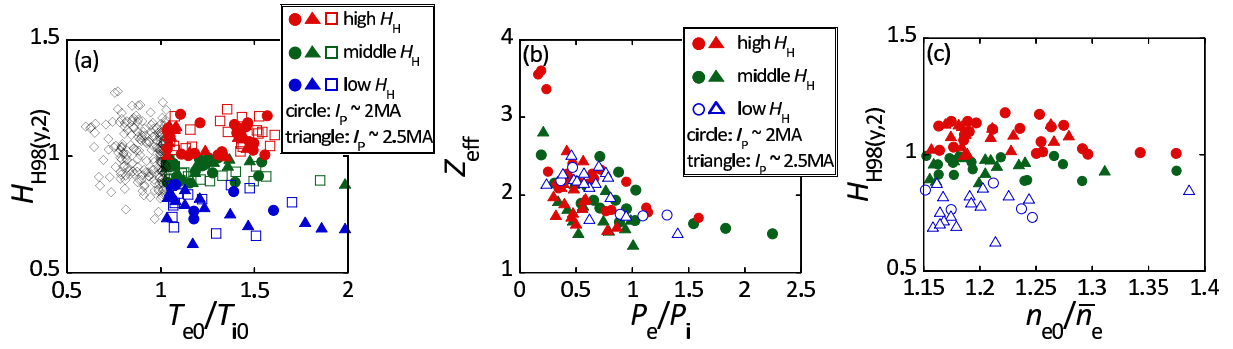 (a)
high H_H
middle H_H
low H_H
circle: I_P ~ 2MA
triangle: I_P ~ 2.5MA
1.5
1
0.5
H_H98(y,2)
0.5
1
1.5
2
T_e0/T_i0
(b)
high H_H
middle H_H
low H_H
circle: I_P ~ 2MA
triangle: I_P ~ 2.5MA
4
3
2
1
Z_eff
0
0.5
1
1.5
2
2.5
P_e/P_i
(c)
1.5
1
0.5
H_H98(y,2)
1.15
1.2
1.25
1.3
1.35
1.4
n_e0/n̅_e